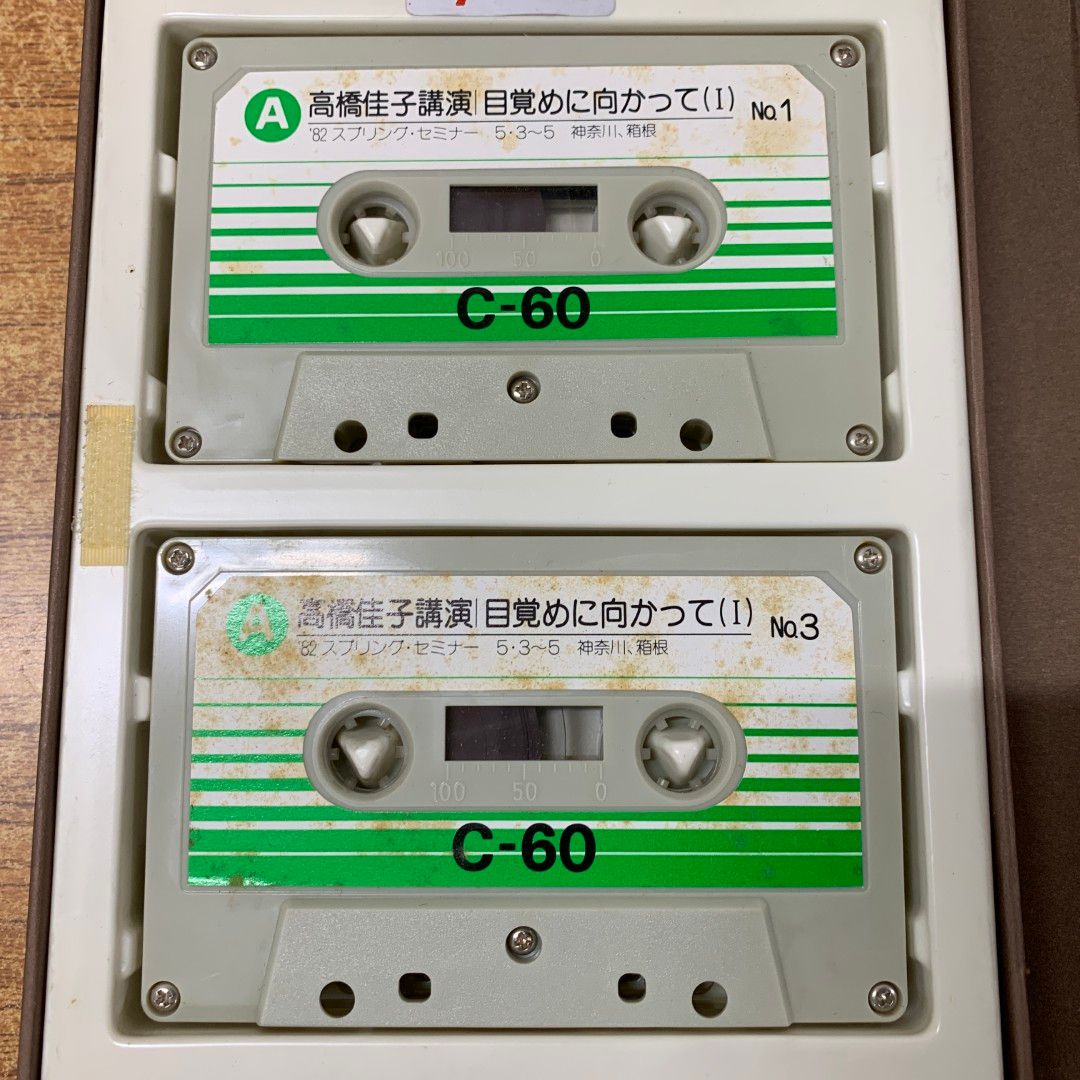 A 高橋佳子講演 目覚めに向かって(I) No.1
'82 スプリング・セミナー 5・3〜5 神奈川、箱根
100 50 0
C-60
A 高橋佳子講演 目覚めに向かって(I) No.3
'82 スプリング・セミナー 5・3〜5 神奈川、箱根
100 50 0
C-60